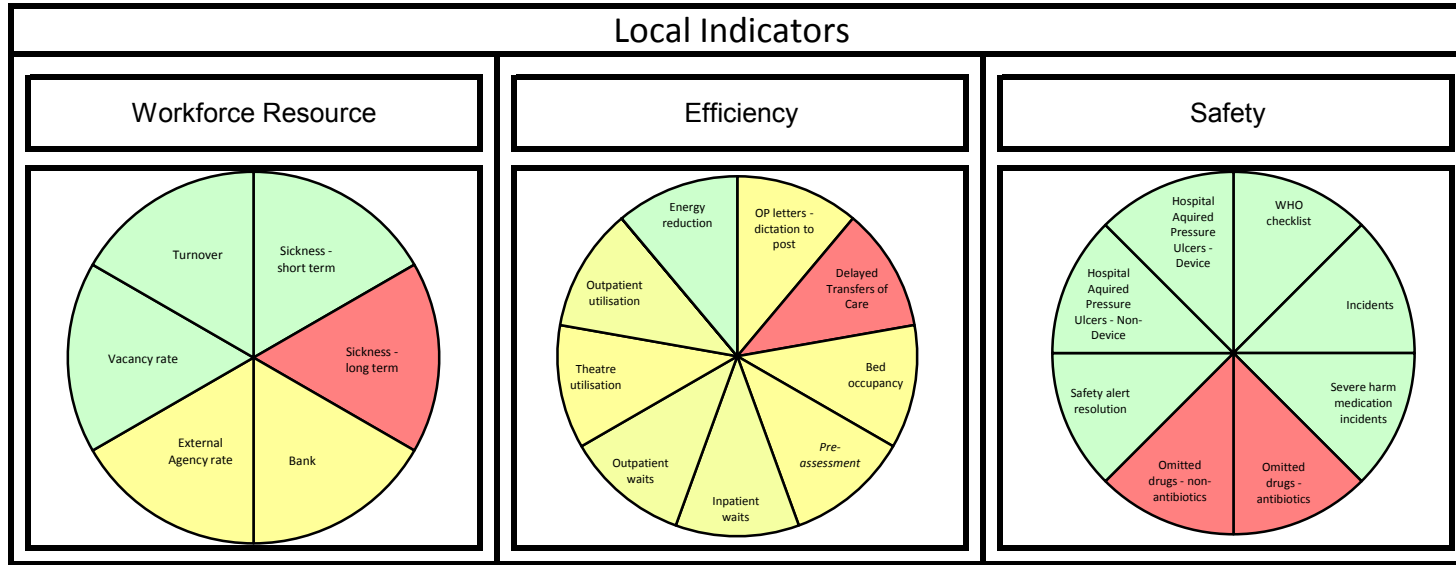 Local Indicators
Workforce Resource
Efficiency
Safety
Turnover
Sickness -
short term
Vacancy rate
Sickness -
long term
External
Agency rate
Bank
Energy
reduction
OP letters -
dictation to
post
Outpatient
utilisation
Delayed
Transfers of
Care
Theatre
utilisation
Bed
occupancy
Outpatient
waits
Pre-
assessment
Inpatient
waits
Hospital
Aquired
Pressure
Ulcers -
Device
WHO
checklist
Hospital
Aquired
Pressure
Ulcers - Non-
Device
Incidents
Safety alert
resolution
Severe harm
medication
incidents
Omitted
drugs - non-
antibiotics
Omitted
drugs -
antibiotics